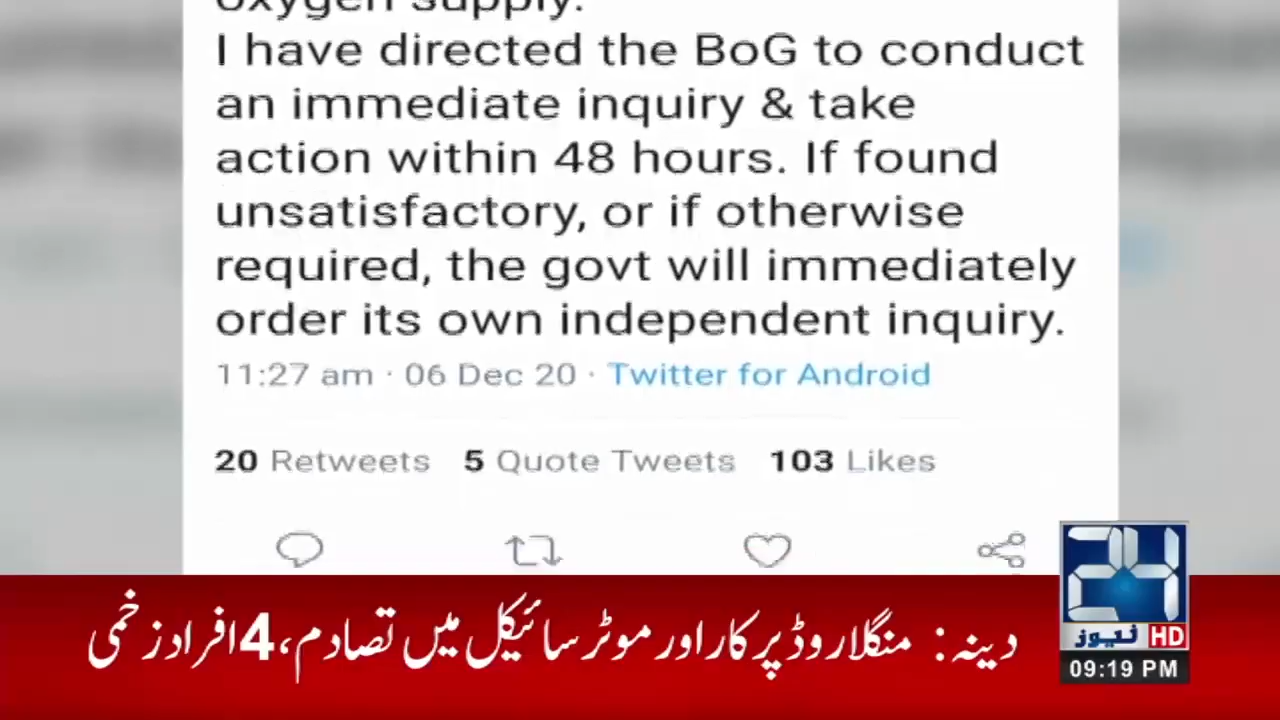 oxygen supply.
I have directed the BoG to conduct
an immediate inquiry & take
action within 48 hours. If found
unsatisfactory, or if otherwise
required, the govt will immediately
order its own independent inquiry.
11:27 am · 06 Dec 20 · Twitter for Android
20 Retweets 5 Quote Tweets 103 Likes
24
نیوز HD
09:19 PM
دینہ: منگلا روڈ پر کار اور موٹر سائیکل میں تصادم، 4 افراد زخمی